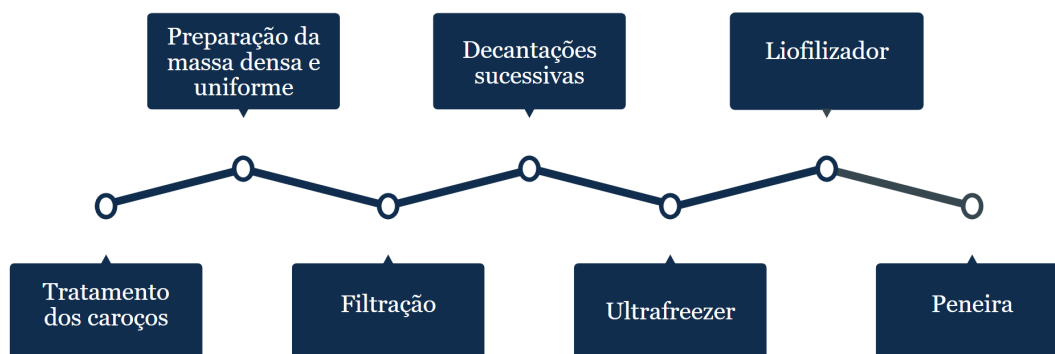 Preparação da
massa densa e
uniforme
Decantações
sucessivas
Liofilizador
Tratamento
dos caroços
Filtração
Ultrafreezer
Peneira